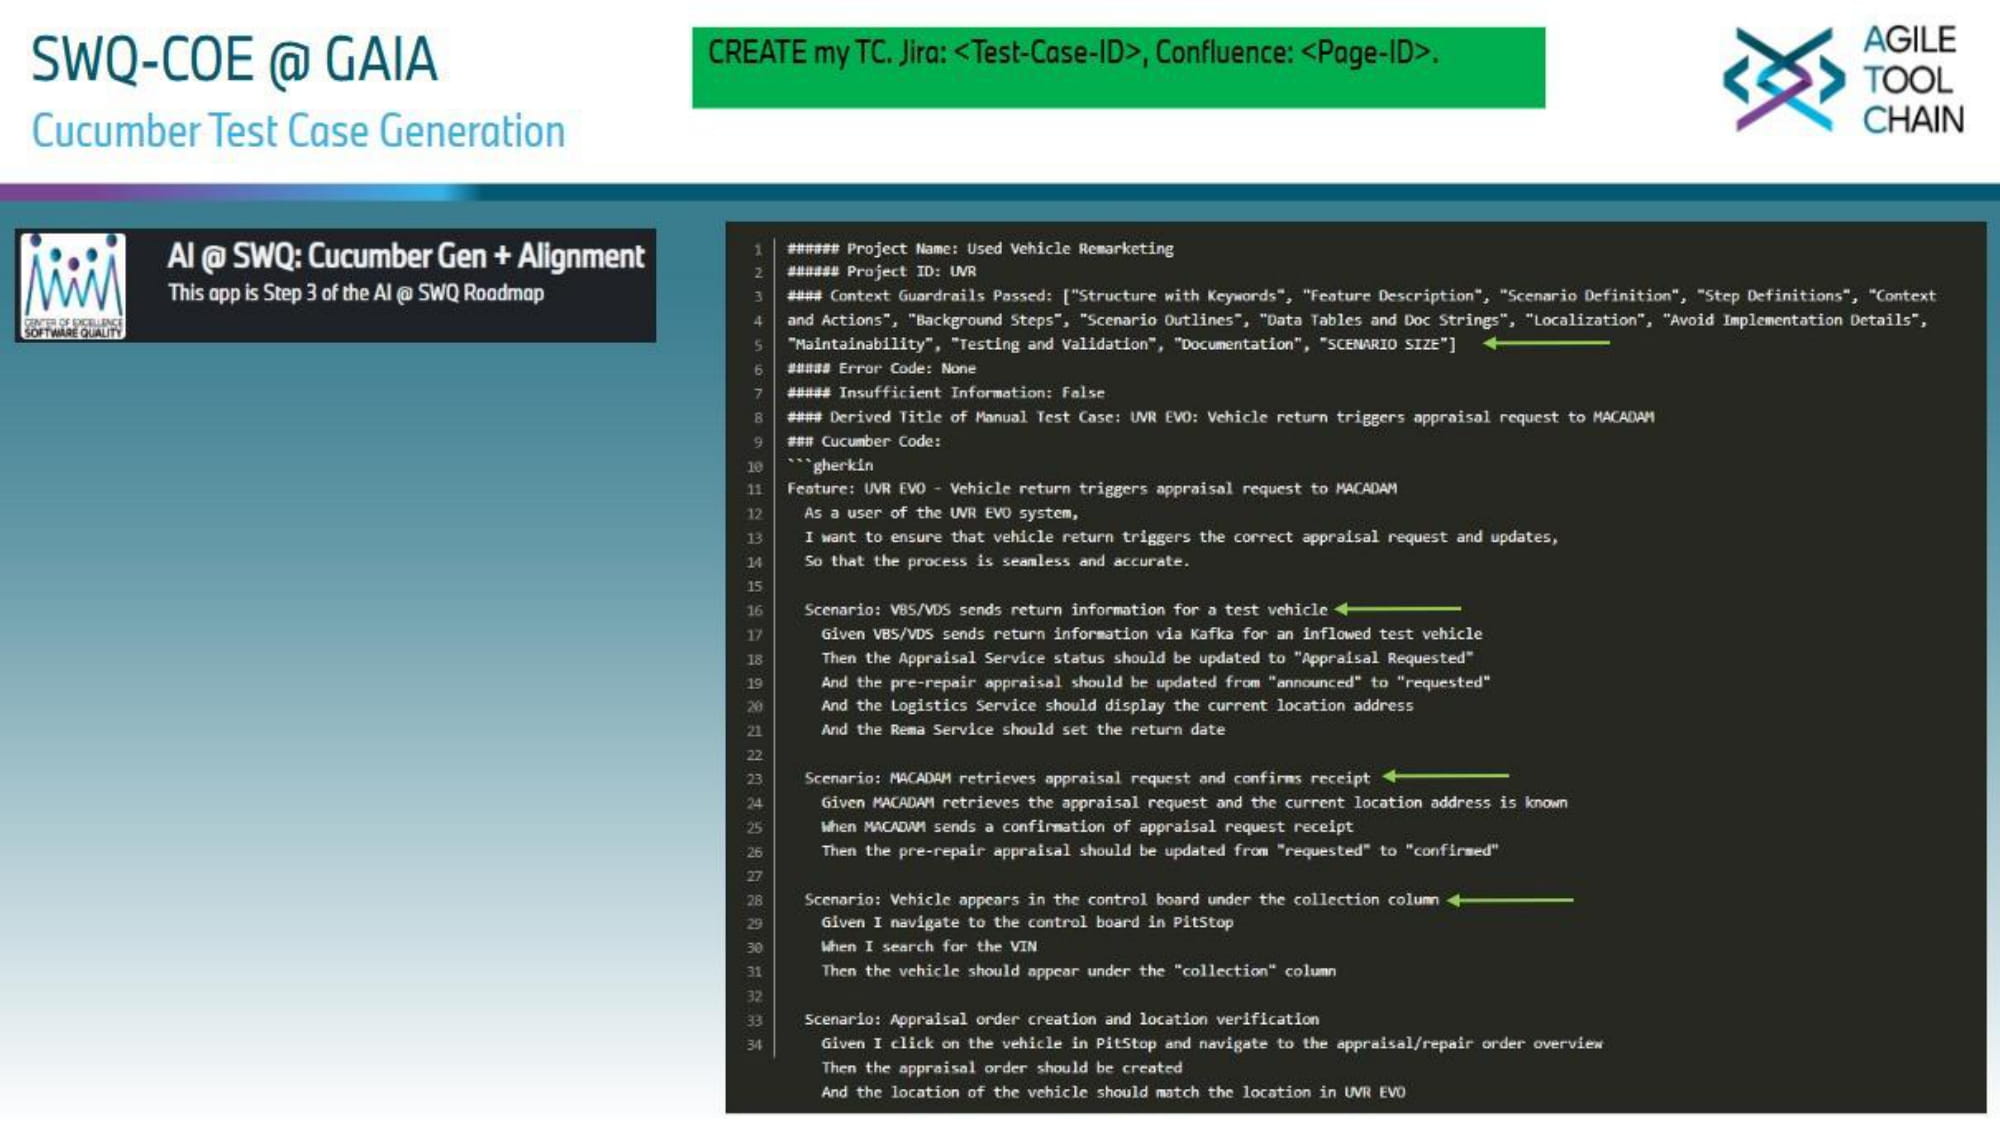 SWQ-COE @ GAIA
Cucumber Test Case Generation
CREATE my TC. Jira: <Test-Case-ID>, Confluence: <Page-ID>.
AGILE
TOOL
CHAIN
CENTER OF EXCELLENCE
SOFTWARE QUALITY
AI @ SWQ: Cucumber Gen + Alignment
This app is Step 3 of the AI @ SWQ Roadmap
1 ###### Project Name: Used Vehicle Remarketing
2 ###### Project ID: UVR
3 #### Context Guardrails Passed: ["Structure with Keywords", "Feature Description", "Scenario Definition", "Step Definitions", "Context
4 and Actions", "Background Steps", "Scenario Outlines", "Data Tables and Doc Strings", "Localization", "Avoid Implementation Details",
5 "Maintainability", "Testing and Validation", "Documentation", "SCENARIO SIZE"]
6 ##### Error Code: None
7 ##### Insufficient Information: False
8 #### Derived Title of Manual Test Case: UVR EVO: Vehicle return triggers appraisal request to MACADAM
9 ### Cucumber Code:
10 ```gherkin
11 Feature: UVR EVO - Vehicle return triggers appraisal request to MACADAM
12 As a user of the UVR EVO system,
13 I want to ensure that vehicle return triggers the correct appraisal request and updates,
14 So that the process is seamless and accurate.
15
16 Scenario: VBS/VDS sends return information for a test vehicle
17 Given VBS/VDS sends return information via Kafka for an inflowed test vehicle
18 Then the Appraisal Service status should be updated to "Appraisal Requested"
19 And the pre-repair appraisal should be updated from "announced" to "requested"
20 And the Logistics Service should display the current location address
21 And the Rema Service should set the return date
22
23 Scenario: MACADAM retrieves appraisal request and confirms receipt
24 Given MACADAM retrieves the appraisal request and the current location address is known
25 When MACADAM sends a confirmation of appraisal request receipt
26 Then the pre-repair appraisal should be updated from "requested" to "confirmed"
27
28 Scenario: Vehicle appears in the control board under the collection column
29 Given I navigate to the control board in PitStop
30 When I search for the VIN
31 Then the vehicle should appear under the "collection" column
32
33 Scenario: Appraisal order creation and location verification
34 Given I click on the vehicle in PitStop and navigate to the appraisal/repair order overview
Then the appraisal order should be created
And the location of the vehicle should match the location in UVR EVO